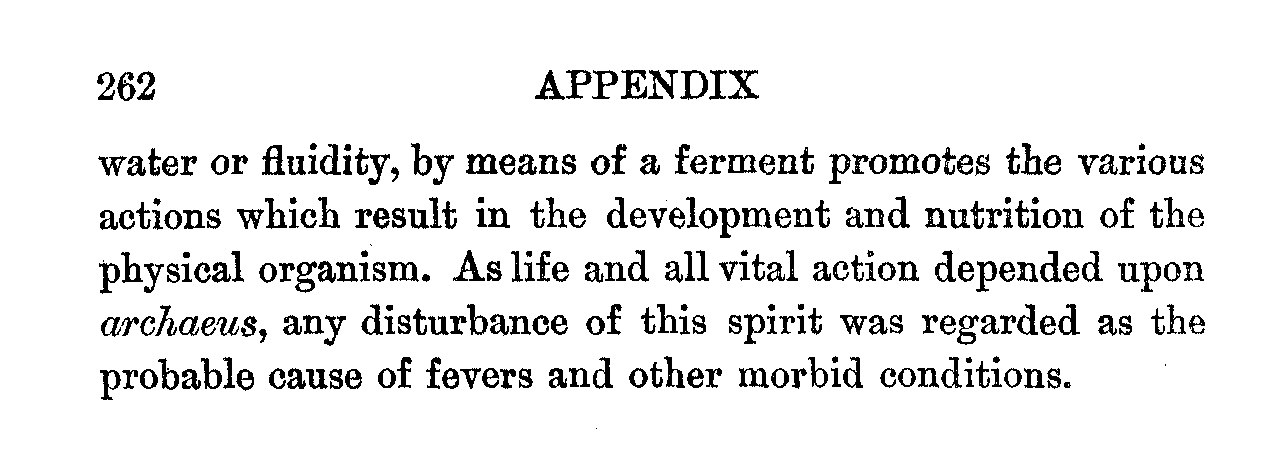 262 APPENDIX
water or fluidity, by means of a ferment promotes the various
actions which result in the development and nutrition of the
physical organism. As life and all vital action depended upon
archaeus, any disturbance of this spirit was regarded as the
probable cause of fevers and other morbid conditions.